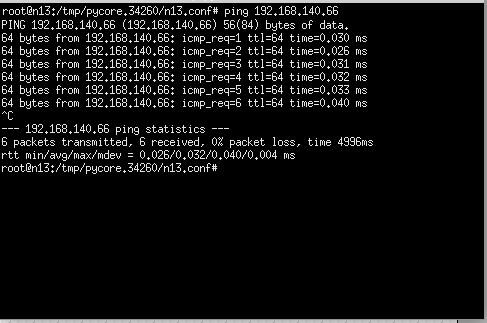 root@n13:/tmp/pycore.34260/n13.conf# ping 192.168.140.66
PING 192.168.140.66 (192.168.140.66) 56(84) bytes of data.
64 bytes from 192.168.140.66: icmp_req=1 ttl=64 time=0.030 ms
64 bytes from 192.168.140.66: icmp_req=2 ttl=64 time=0.026 ms
64 bytes from 192.168.140.66: icmp_req=3 ttl=64 time=0.031 ms
64 bytes from 192.168.140.66: icmp_req=4 ttl=64 time=0.032 ms
64 bytes from 192.168.140.66: icmp_req=5 ttl=64 time=0.033 ms
64 bytes from 192.168.140.66: icmp_req=6 ttl=64 time=0.040 ms
^C
--- 192.168.140.66 ping statistics ---
6 packets transmitted, 6 received, 0% packet loss, time 4996ms
rtt min/avg/max/mdev = 0.026/0.032/0.040/0.004 ms
root@n13:/tmp/pycore.34260/n13.conf#